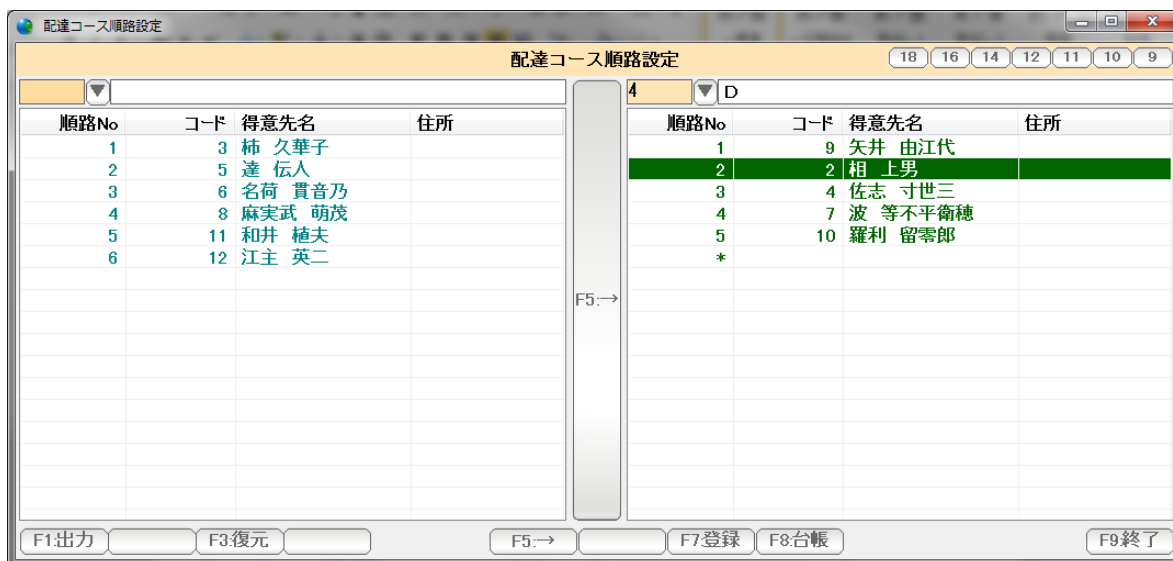 配達コース順路設定
配達コース順路設定 18 16 14 12 11 10 9
4 D
順路No コード 得意先名 住所 順路No コード 得意先名 住所
1 3 柿 久華子 1 9 矢井 由江代
2 5 達 伝人 2 2 相 上男
3 6 名荷 貫音乃 3 4 佐志 寸世三
4 8 麻実武 萌茂 4 7 波 等不平衛穂
5 11 和井 植夫 5 10 羅利 留零郎
6 12 江主 英二 *
F5:→
F1:出力 F3:復元 F5:→ F7:登録 F8:台帳 F9:終了